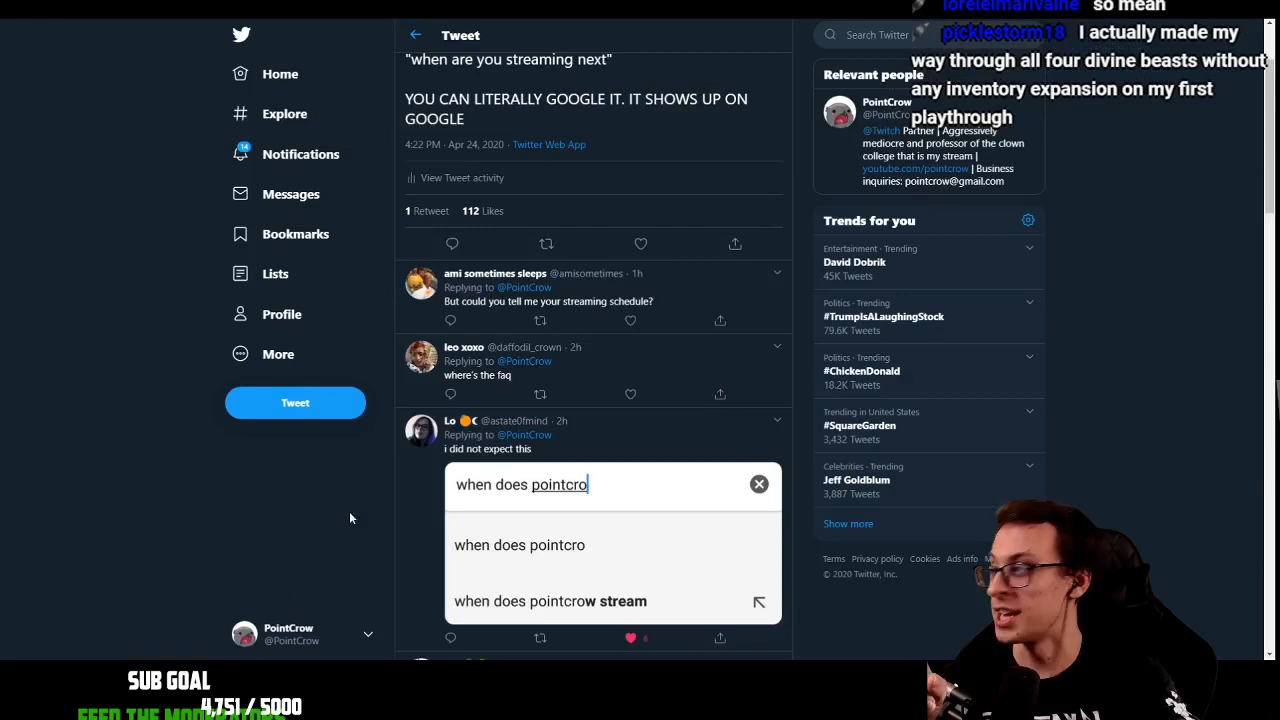 loreleimarivaine so mean
picklestorm18 I actually made my
way through all four divine beasts without
any inventory expansion on my first
playthrough
Home
Explore
14
Notifications
Messages
Bookmarks
Lists
Profile
More
Tweet
PointCrow
@PointCrow
Tweet
"when are you streaming next"
YOU CAN LITERALLY GOOGLE IT. IT SHOWS UP ON
GOOGLE
4:22 PM · Apr 24, 2020 · Twitter Web App
View Tweet activity
1 Retweet 112 Likes
ami sometimes sleeps @amisometimes · 1h
Replying to @PointCrow
But could you tell me your streaming schedule?
leo xoxo @daffodil_crown · 2h
Replying to @PointCrow
where's the faq
Lo @astate0fmind · 2h
Replying to @PointCrow
i did not expect this
when does pointcro
when does pointcro
when does pointcrow stream
6
Search Twitter
Relevant people
PointCrow
@PointCro
@Twitch Partner | Aggressively
mediocre and professor of the clown
college that is my stream |
youtube.com/pointcrow | Business
inquiries: pointcrow@gmail.com
Trends for you
Entertainment · Trending
David Dobrik
45K Tweets
Politics · Trending
#TrumpIsALaughingStock
79.6K Tweets
Politics · Trending
#ChickenDonald
18.2K Tweets
Trending in United States
#SquareGarden
3,432 Tweets
Celebrities · Trending
Jeff Goldblum
3,887 Tweets
Show more
Terms Privacy policy Cookies Ads info
© 2020 Twitter, Inc.
SUB GOAL
4,751 / 5000
FEED THE MODERATORS